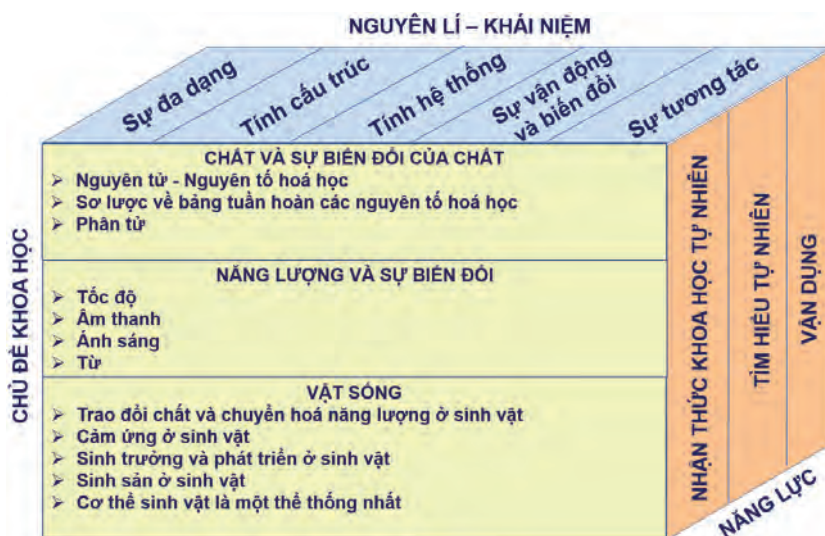 NGUYÊN LÍ – KHÁI NIỆM
Sự đa dạng
Tính cấu trúc
Tính hệ thống
Sự vận động
và biến đổi
Sự tương tác
CHỦ ĐỀ KHOA HỌC
CHẤT VÀ SỰ BIẾN ĐỔI CỦA CHẤT
➢ Nguyên tử - Nguyên tố hoá học
➢ Sơ lược về bảng tuần hoàn các nguyên tố hoá học
➢ Phân tử
NĂNG LƯỢNG VÀ SỰ BIẾN ĐỔI
➢ Tốc độ
➢ Âm thanh
➢ Ánh sáng
➢ Từ
VẬT SỐNG
➢ Trao đổi chất và chuyển hoá năng lượng ở sinh vật
➢ Cảm ứng ở sinh vật
➢ Sinh trưởng và phát triển ở sinh vật
➢ Sinh sản ở sinh vật
➢ Cơ thể sinh vật là một thể thống nhất
NHẬN THỨC KHOA HỌC TỰ NHIÊN
TÌM HIỂU TỰ NHIÊN
VẬN DỤNG
NĂNG LỰC